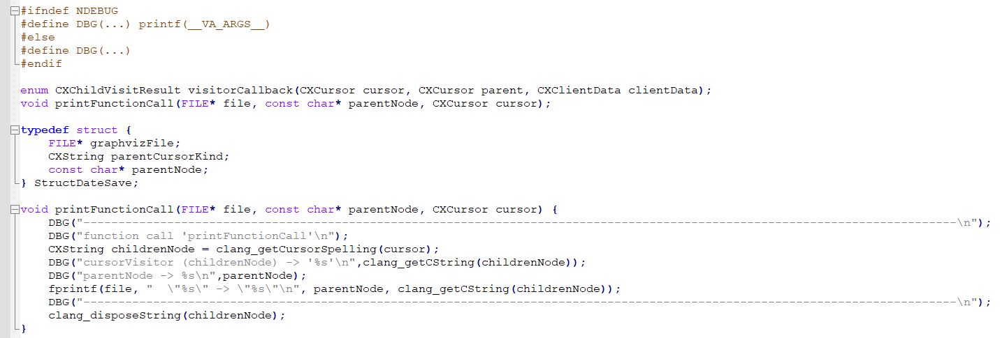 #ifndef NDEBUG
#define DBG(...) printf(__VA_ARGS__)
#else
#define DBG(...)
#endif

enum CXChildVisitResult visitorCallback(CXCursor cursor, CXCursor parent, CXClientData clientData);
void printFunctionCall(FILE* file, const char* parentNode, CXCursor cursor);

typedef struct {
    FILE* graphvizFile;
    CXString parentCursorKind;
    const char* parentNode;
} StructDateSave;

void printFunctionCall(FILE* file, const char* parentNode, CXCursor cursor) {
    DBG("-----------------------------------------------------------------------------------------------------------------------------\n");
    DBG("function call 'printFunctionCall'\n");
    CXString childrenNode = clang_getCursorSpelling(cursor);
    DBG("cursorVisitor (childrenNode) -> '%s'\n",clang_getCString(childrenNode));
    DBG("parentNode -> %s\n",parentNode);
    fprintf(file, "  \"%s\" -> \"%s\"\n", parentNode, clang_getCString(childrenNode));
    DBG("-----------------------------------------------------------------------------------------------------------------------------\n");
    clang_disposeString(childrenNode);
}